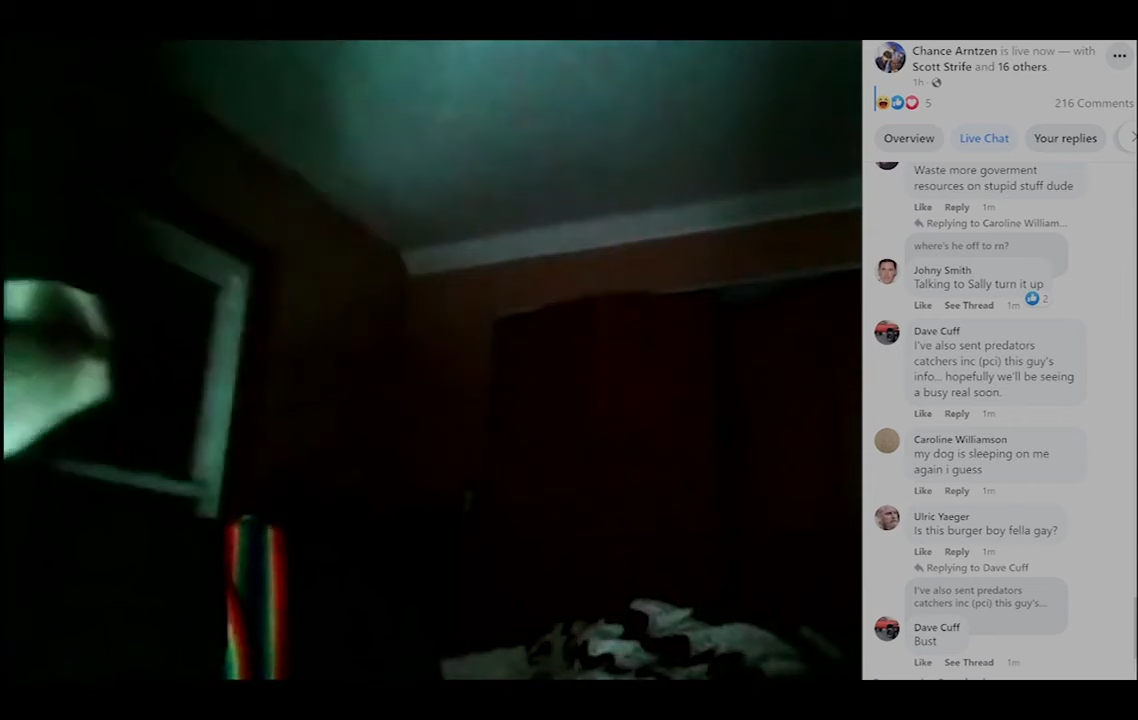 Chance Arntzen is live now — with
Scott Strife and 16 others.
1h
5
216 Comments
Overview
Live Chat
Your replies
Waste more goverment
resources on stupid stuff dude
Like Reply 1m
Replying to Caroline William...
where's he off to rn?
Johny Smith
Talking to Sally turn it up
Like See Thread 1m
2
Dave Cuff
I've also sent predators
catchers inc (pci) this guy's
info... hopefully we'll be seeing
a busy real soon.
Like Reply 1m
Caroline Williamson
my dog is sleeping on me
again i guess
Like Reply 1m
Ulric Yaeger
Is this burger boy fella gay?
Like Reply 1m
Replying to Dave Cuff
I've also sent predators
catchers inc (pci) this guy's...
Dave Cuff
Bust
Like See Thread 1m